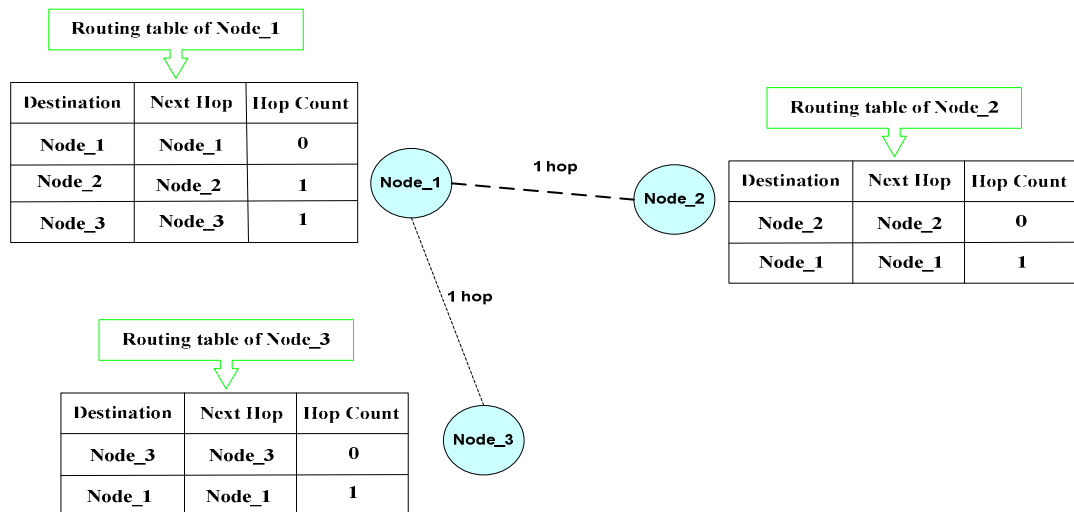 Routing table of Node_1
Destination Next Hop Hop Count
Node_1 Node_1 0
Node_2 Node_2 1
Node_3 Node_3 1
Node_1
1 hop
Node_2
Routing table of Node_2
Destination Next Hop Hop Count
Node_2 Node_2 0
Node_1 Node_1 1
1 hop
Node_3
Routing table of Node_3
Destination Next Hop Hop Count
Node_3 Node_3 0
Node_1 Node_1 1